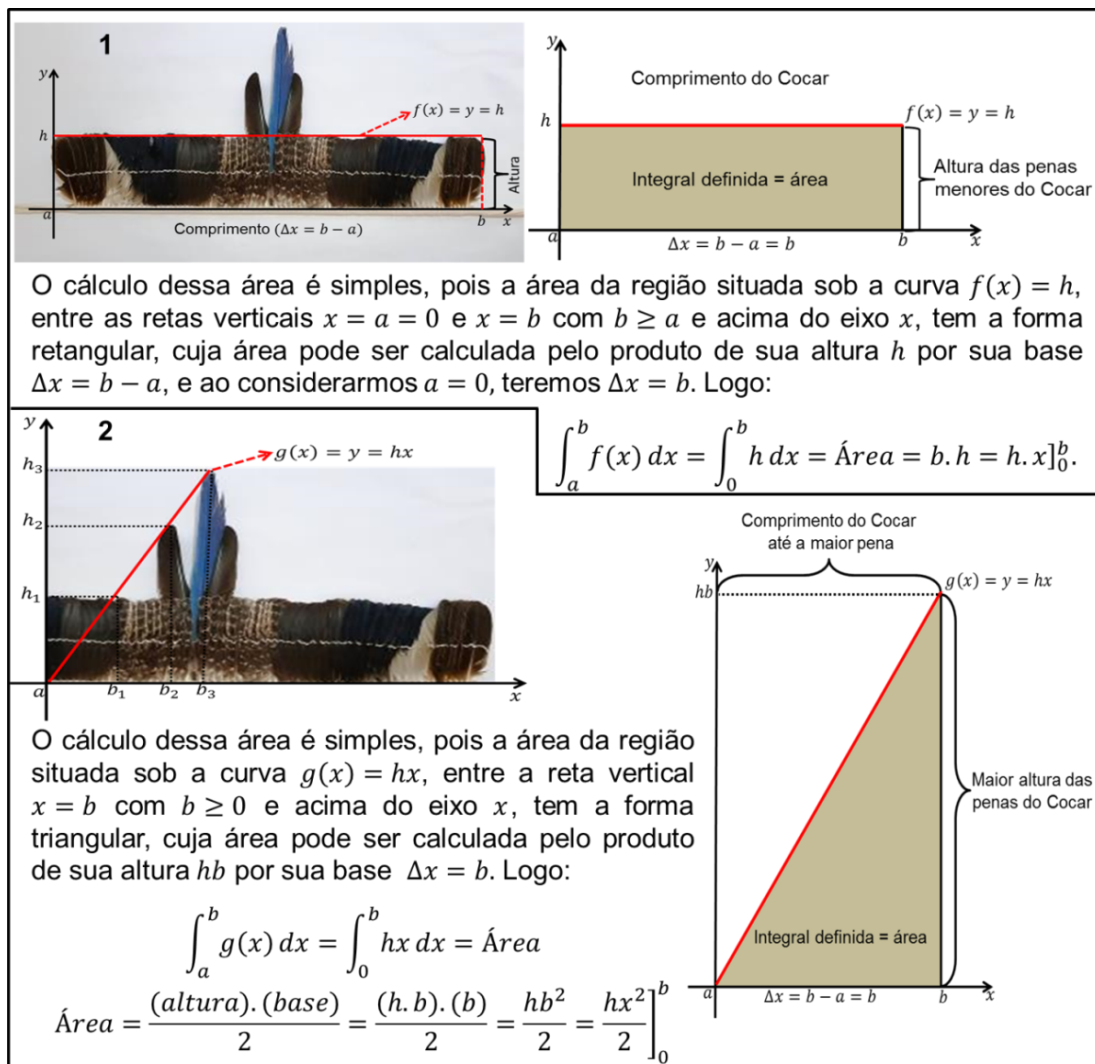 1
y
h
f(x) = y = h
Altura
a
Comprimento (Δx = b − a)
b
x
y
Comprimento do Cocar
h
f(x) = y = h
Integral definida = área
Altura das penas
menores do Cocar
a
Δx = b − a = b
b
x
O cálculo dessa área é simples, pois a área da região situada sob a curva f(x) = h,
entre as retas verticais x = a = 0 e x = b com b ≥ a e acima do eixo x, tem a forma
retangular, cuja área pode ser calculada pelo produto de sua altura h por sua base
Δx = b − a, e ao considerarmos a = 0, teremos Δx = b. Logo:
∫ₐᵇ f(x) dx = ∫₀ᵇ h dx = Área = b. h = h. x]₀ᵇ.
y
2
h₃
g(x) = y = hx
h₂
h₁
a
b₁
b₂
b₃
x
Comprimento do Cocar
até a maior pena
y
hb
g(x) = y = hx
Maior altura das
penas do Cocar
Integral definida = área
a
Δx = b − a = b
b
x
O cálculo dessa área é simples, pois a área da região
situada sob a curva g(x) = hx, entre a reta vertical
x = b com b ≥ 0 e acima do eixo x, tem a forma
triangular, cuja área pode ser calculada pelo produto
de sua altura hb por sua base Δx = b. Logo:
∫ₐᵇ g(x) dx = ∫₀ᵇ hx dx = Área
Área = (altura). (base)/2 = (h. b). (b)/2 = hb²/2 = hx²/2]₀ᵇ